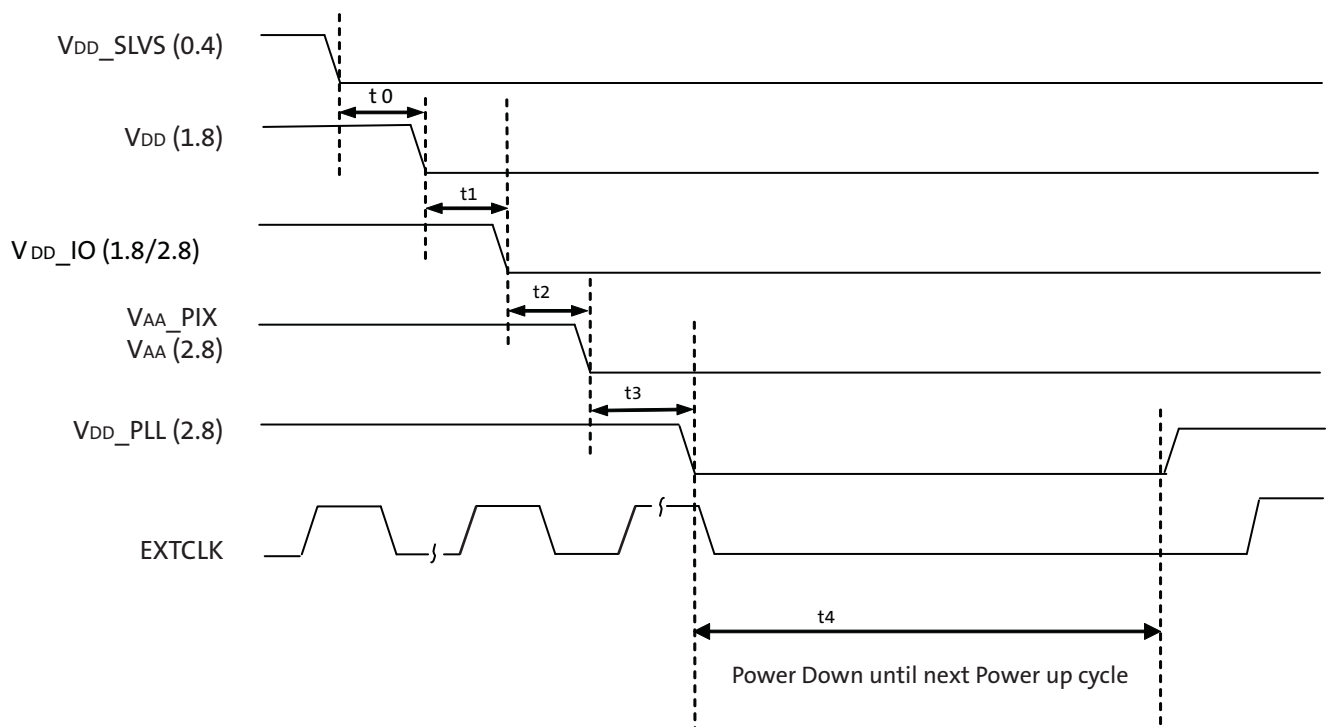 VDD_SLVS (0.4)
t 0
VDD (1.8)
t1
VDD_IO (1.8/2.8)
t2
VAA_PIX
VAA (2.8)
t3
VDD_PLL (2.8)
EXTCLK
t4
Power Down until next Power up cycle